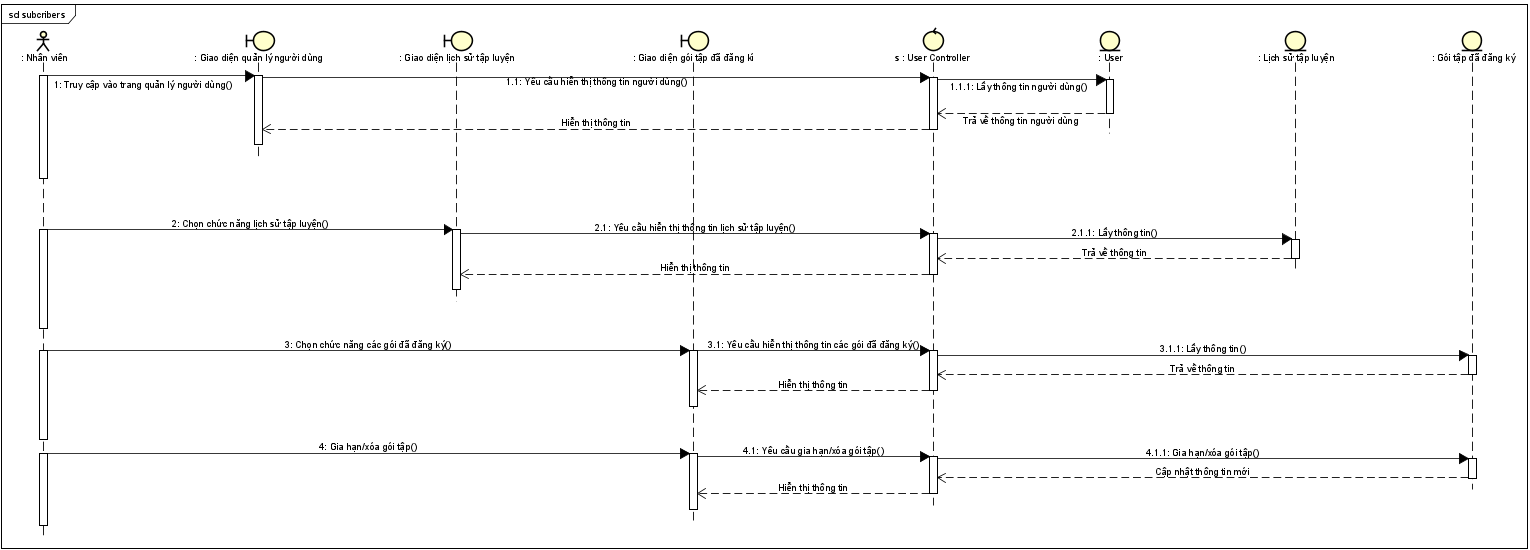 sd subcribers
: Nhân viên
: Giao diện quản lý người dùng
: Giao diện lịch sử tập luyện
: Giao diện gói tập đã đăng kí
s : User Controller
: User
: Lịch sử tập luyện
: Gói tập đã đăng ký
1: Truy cập vào trang quản lý người dùng()
1.1: Yêu cầu hiển thị thông tin người dùng()
1.1.1: Lấy thông tin người dùng()
Trả về thông tin người dùng
Hiển thị thông tin
2: Chọn chức năng lịch sử tập luyện()
2.1: Yêu cầu hiển thị thông tin lịch sử tập luyện()
2.1.1: Lấy thông tin()
Trả về thông tin
Hiển thị thông tin
3: Chọn chức năng các gói đã đăng ký()
3.1: Yêu cầu hiển thị thông tin các gói đã đăng ký()
3.1.1: Lấy thông tin()
Trả về thông tin
Hiển thị thông tin
4: Gia hạn/xóa gói tập()
4.1: Yêu cầu gia hạn/xóa gói tập()
4.1.1: Gia hạn/xóa gói tập()
Cập nhật thông tin mới
Hiển thị thông tin